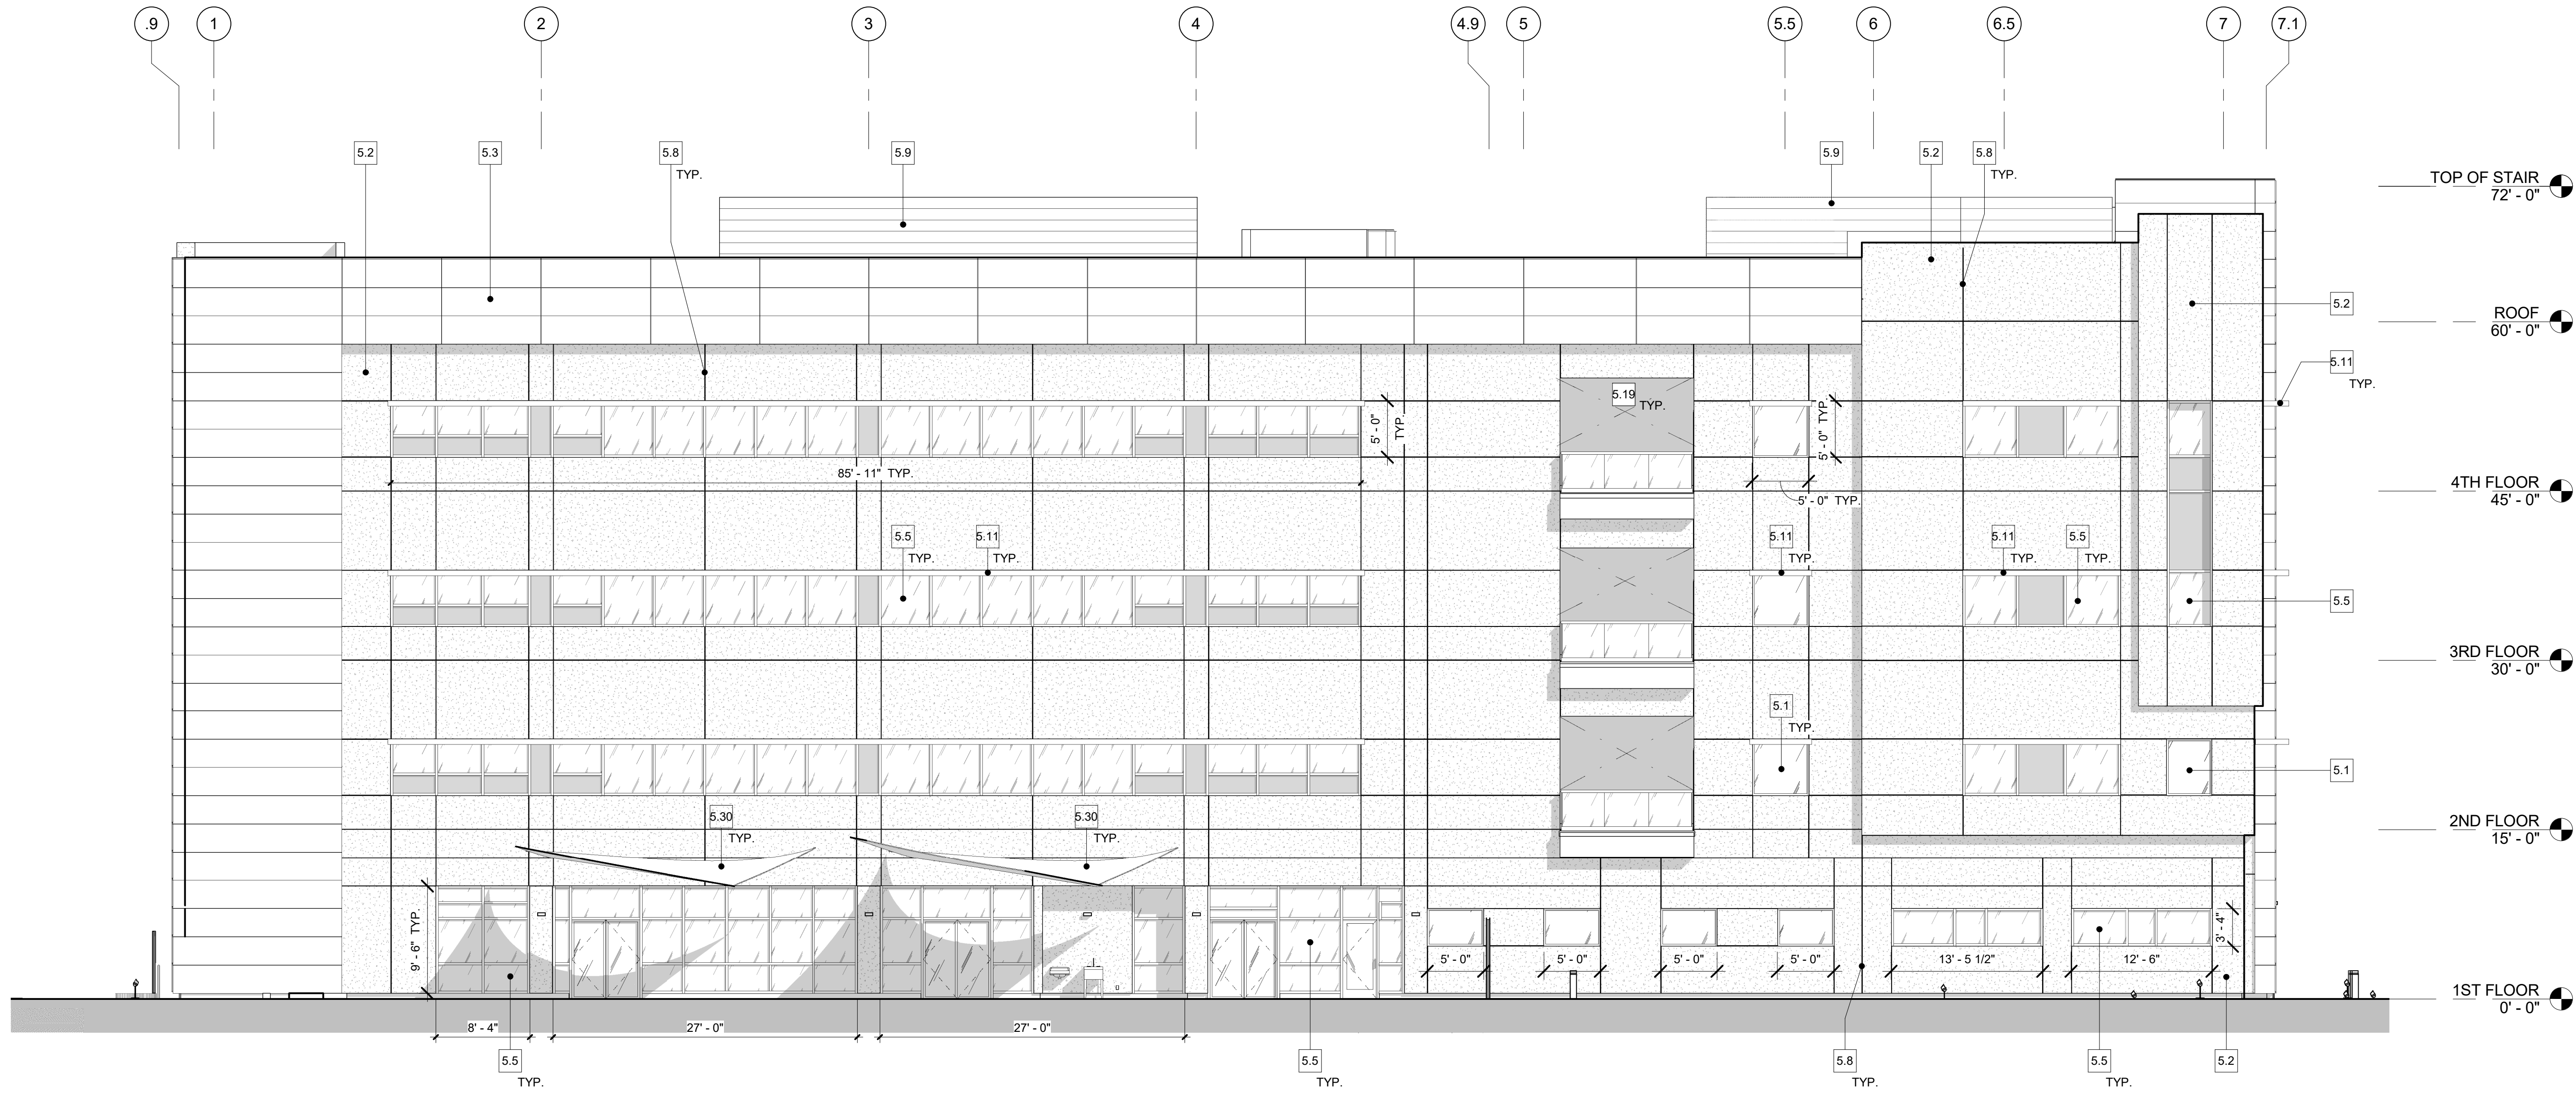 .9
1
2
3
4
4.9
5
5.5
6
6.5
7
7.1
5.2
5.3
5.8
TYP.
5.9
5.9
5.2
5.8
TYP.
TOP OF STAIR
72' - 0"
5.2
ROOF
60' - 0"
5.11
TYP.
5.19
TYP.
5' - 0"
TYP.
5' - 0" TYP.
85' - 11" TYP.
5' - 0" TYP.
4TH FLOOR
45' - 0"
5.5
TYP.
5.11
TYP.
5.11
TYP.
5.11
TYP.
5.5
TYP.
5.5
3RD FLOOR
30' - 0"
5.1
TYP.
5.1
5.30
TYP.
5.30
TYP.
2ND FLOOR
15' - 0"
9' - 6" TYP.
3' - 4"
5' - 0"
5' - 0"
5' - 0"
5' - 0"
13' - 5 1/2"
12' - 6"
1ST FLOOR
0' - 0"
8' - 4"
27' - 0"
27' - 0"
5.5
TYP.
5.5
TYP.
5.8
TYP.
5.5
TYP.
5.2